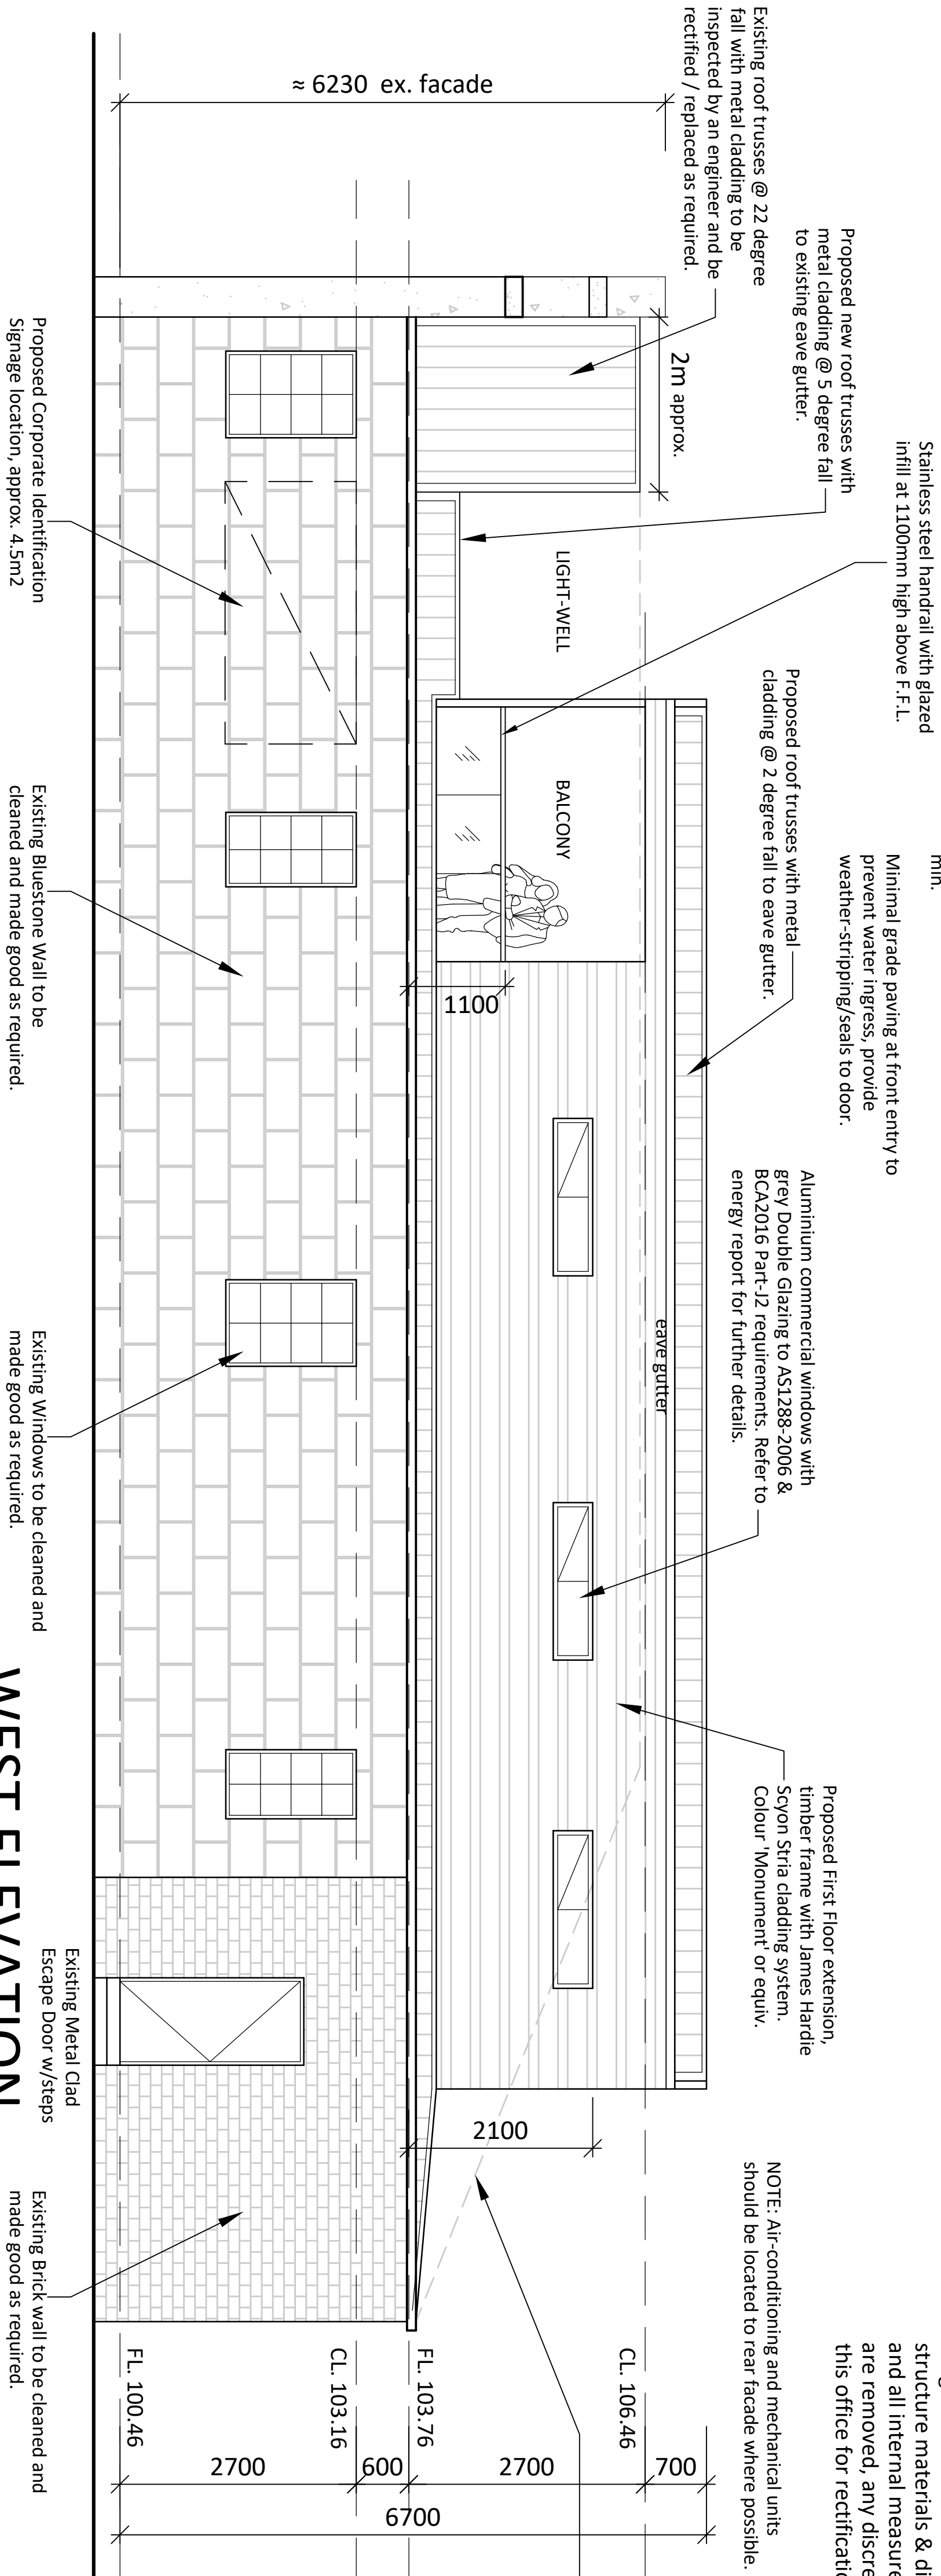 ≈ 6230 ex. facade
Existing roof trusses @ 22 degree
fall with metal cladding to be
inspected by an engineer and be
rectified / replaced as required.
Proposed new roof trusses with
metal cladding @ 5 degree fall
to existing eave gutter.
2m approx.
Stainless steel handrail with glazed
infill at 1100mm high above F.F.L.
LIGHT-WELL
Proposed roof trusses with metal
cladding @ 2 degree fall to eave gutter.
BALCONY
min.
Minimal grade paving at front entry to
prevent water ingress, provide
weather-stripping/seals to door.
1100
Aluminium commercial windows with
grey Double Glazing to AS1288-2006 &
BCA2016 Part-J2 requirements. Refer to
energy report for further details.
eave gutter
Proposed First Floor extension,
timber frame with James Hardie
Scyon Stria cladding system.
Colour 'Monument' or equiv.
2100
NOTE: Air-conditioning and mechanical units
should be located to rear facade where possible.
structure materials & di
and all internal measure
are removed, any discre
this office for rectificatio
CL. 106.46
FL. 103.76
CL. 103.16
FL. 100.46
700
2700
600
2700
6700
Proposed Corporate Identification
Signage location, approx. 4.5m2
Existing Bluestone Wall to be
cleaned and made good as required.
Existing Windows to be cleaned and
made good as required.
Existing Metal Clad
Escape Door w/steps
Existing Brick wall to be cleaned and
made good as required.
WEST ELEVATION